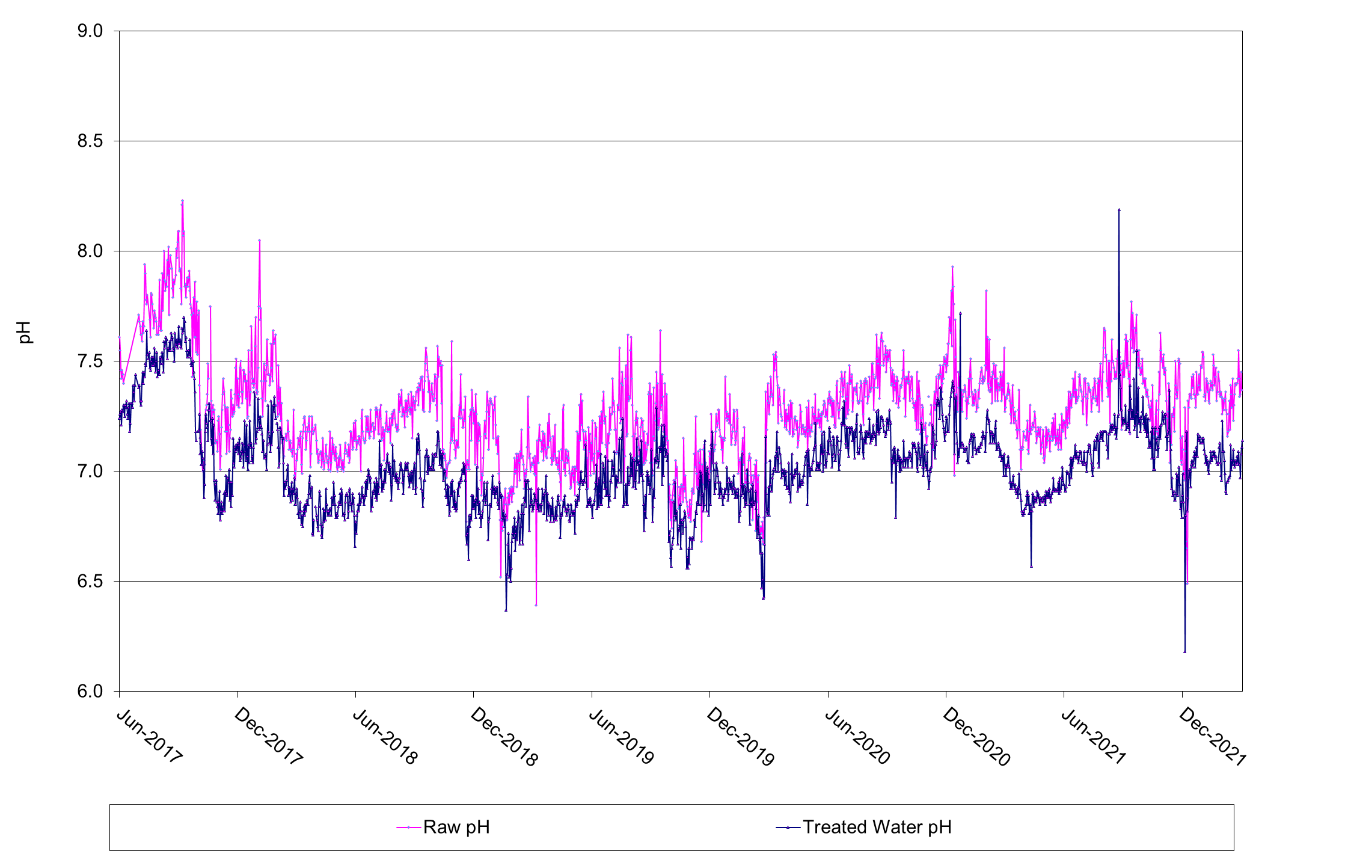 9.0
8.5
8.0
7.5
7.0
6.5
6.0
pH
Jun-2017
Dec-2017
Jun-2018
Dec-2018
Jun-2019
Dec-2019
Jun-2020
Dec-2020
Jun-2021
Dec-2021
Raw pH
Treated Water pH